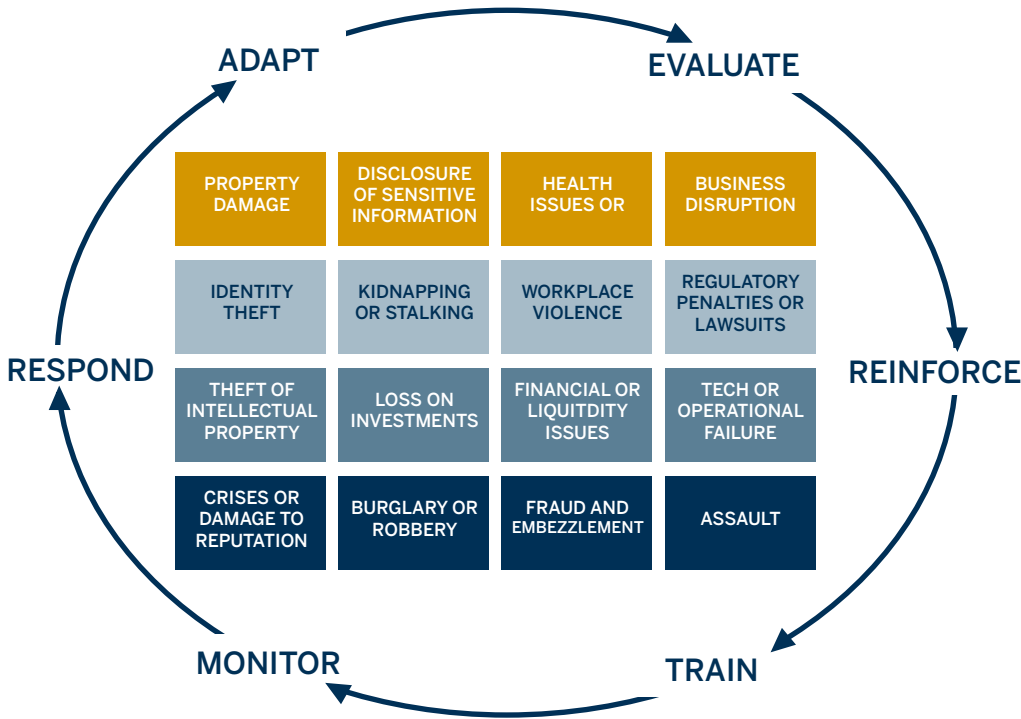 ADAPT
EVALUATE
PROPERTY
DAMAGE
DISCLOSURE
OF SENSITIVE
INFORMATION
HEALTH
ISSUES OR
BUSINESS
DISRUPTION
IDENTITY
THEFT
KIDNAPPING
OR STALKING
WORKPLACE
VIOLENCE
REGULATORY
PENALTIES OR
LAWSUITS
RESPOND
REINFORCE
THEFT OF
INTELLECTUAL
PROPERTY
LOSS ON
INVESTMENTS
FINANCIAL OR
LIQUITDITY
ISSUES
TECH OR
OPERATIONAL
FAILURE
CRISES OR
DAMAGE TO
REPUTATION
BURGLARY OR
ROBBERY
FRAUD AND
EMBEZZLEMENT
ASSAULT
MONITOR
TRAIN